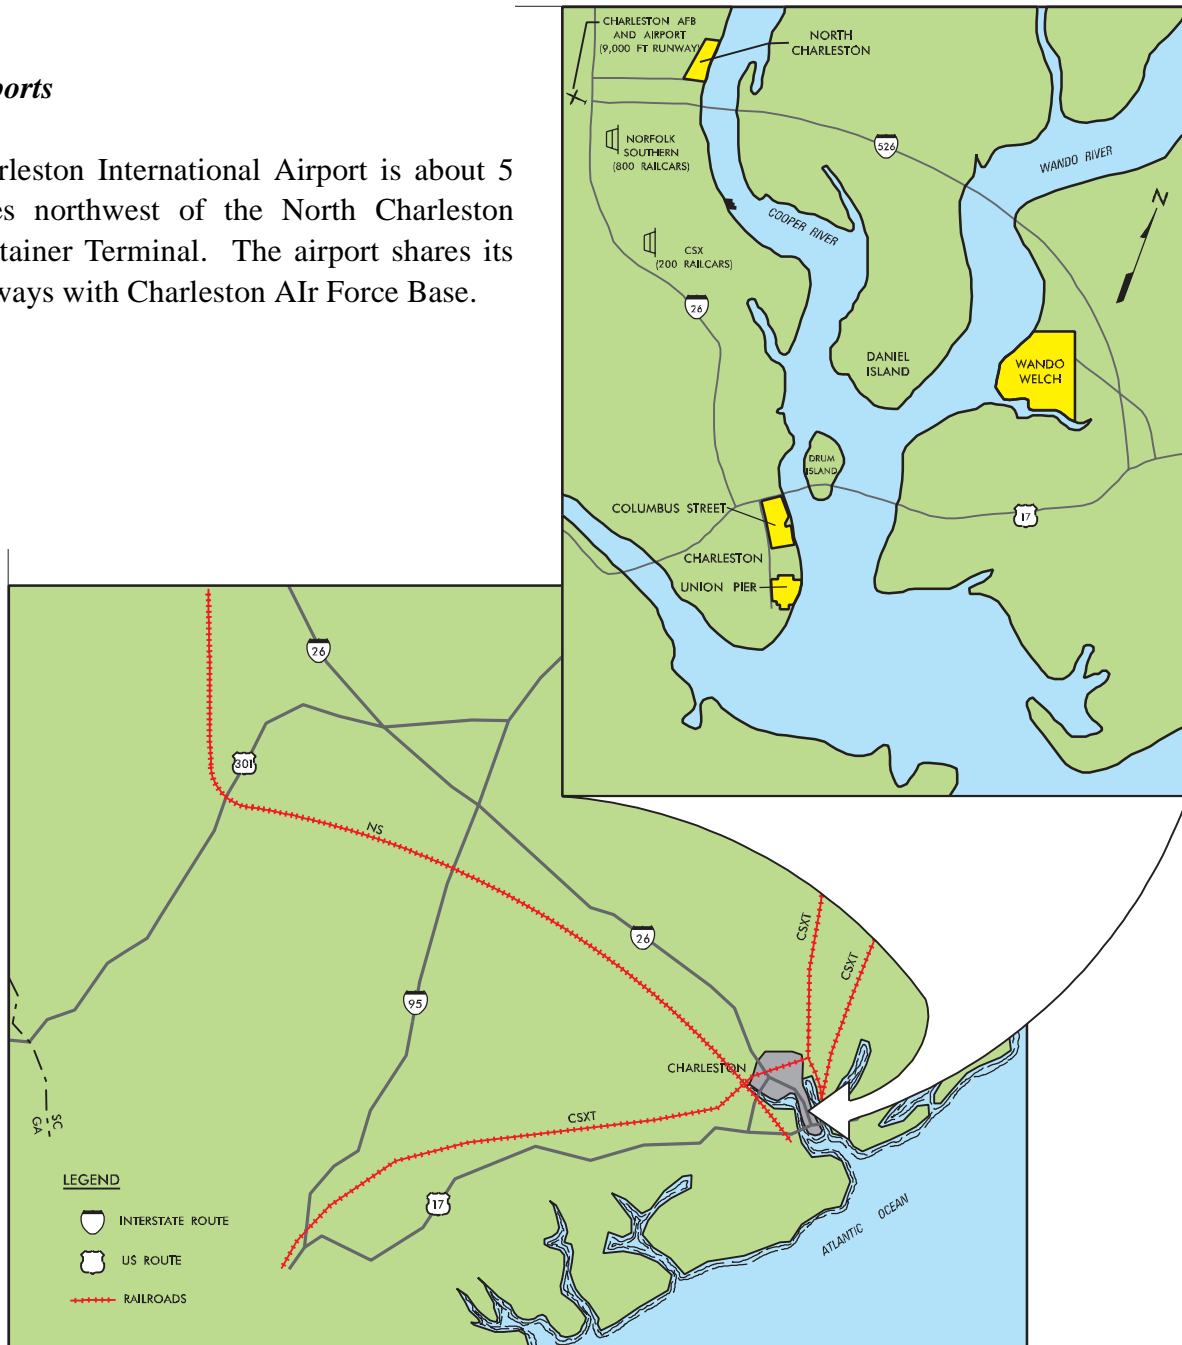 ports
rleston International Airport is about 5
es northwest of the North Charleston
tainer Terminal. The airport shares its
ways with Charleston AIr Force Base.
CHARLESTON AFB
AND AIRPORT
(9,000 FT RUNWAY)
NORTH
CHARLESTON
NORFOLK
SOUTHERN
(800 RAILCARS)
526
WANDO RIVER
COOPER RIVER
N
CSX
(200 RAILCARS)
26
DANIEL
ISLAND
WANDO
WELCH
DRUM
ISLAND
COLUMBUS STREET
17
CHARLESTON
UNION PIER
26
301
NS
26
CSXT
CSXT
95
CHARLESTON
CSXT
SC
GA
17
ATLANTIC OCEAN
LEGEND
INTERSTATE ROUTE
US ROUTE
RAILROADS